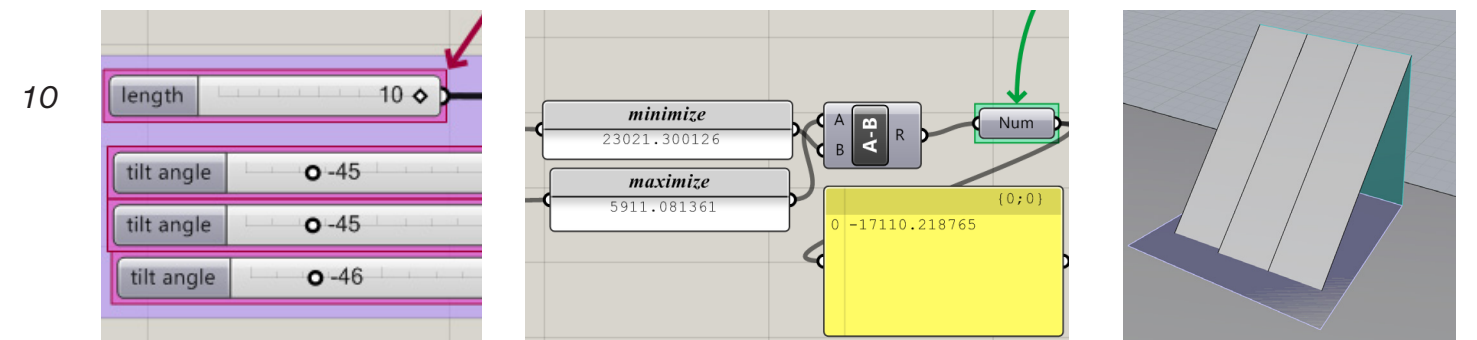 10
length 10
tilt angle -45
tilt angle -45
tilt angle -46
minimize
23021.300126
maximize
5911.081361
A
B
A-B
R
Num
{0;0}
0 -17110.218765